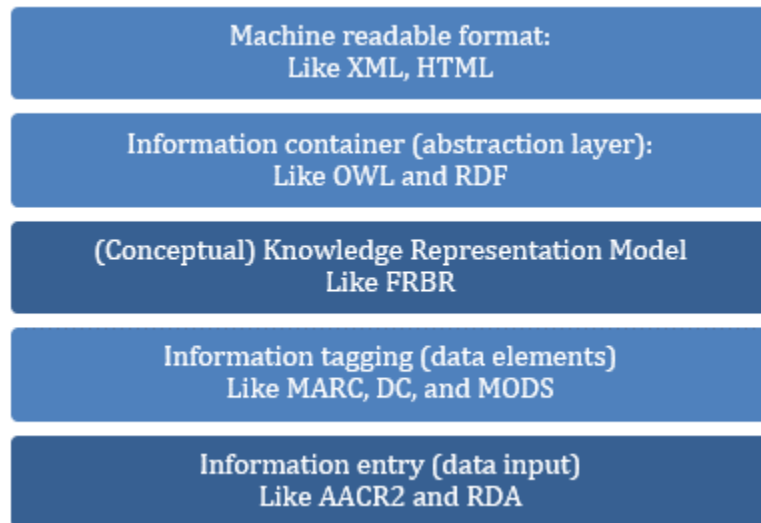 Machine readable format:
Like XML, HTML
Information container (abstraction layer):
Like OWL and RDF
(Conceptual) Knowledge Representation Model
Like FRBR
Information tagging (data elements)
Like MARC, DC, and MODS
Information entry (data input)
Like AACR2 and RDA